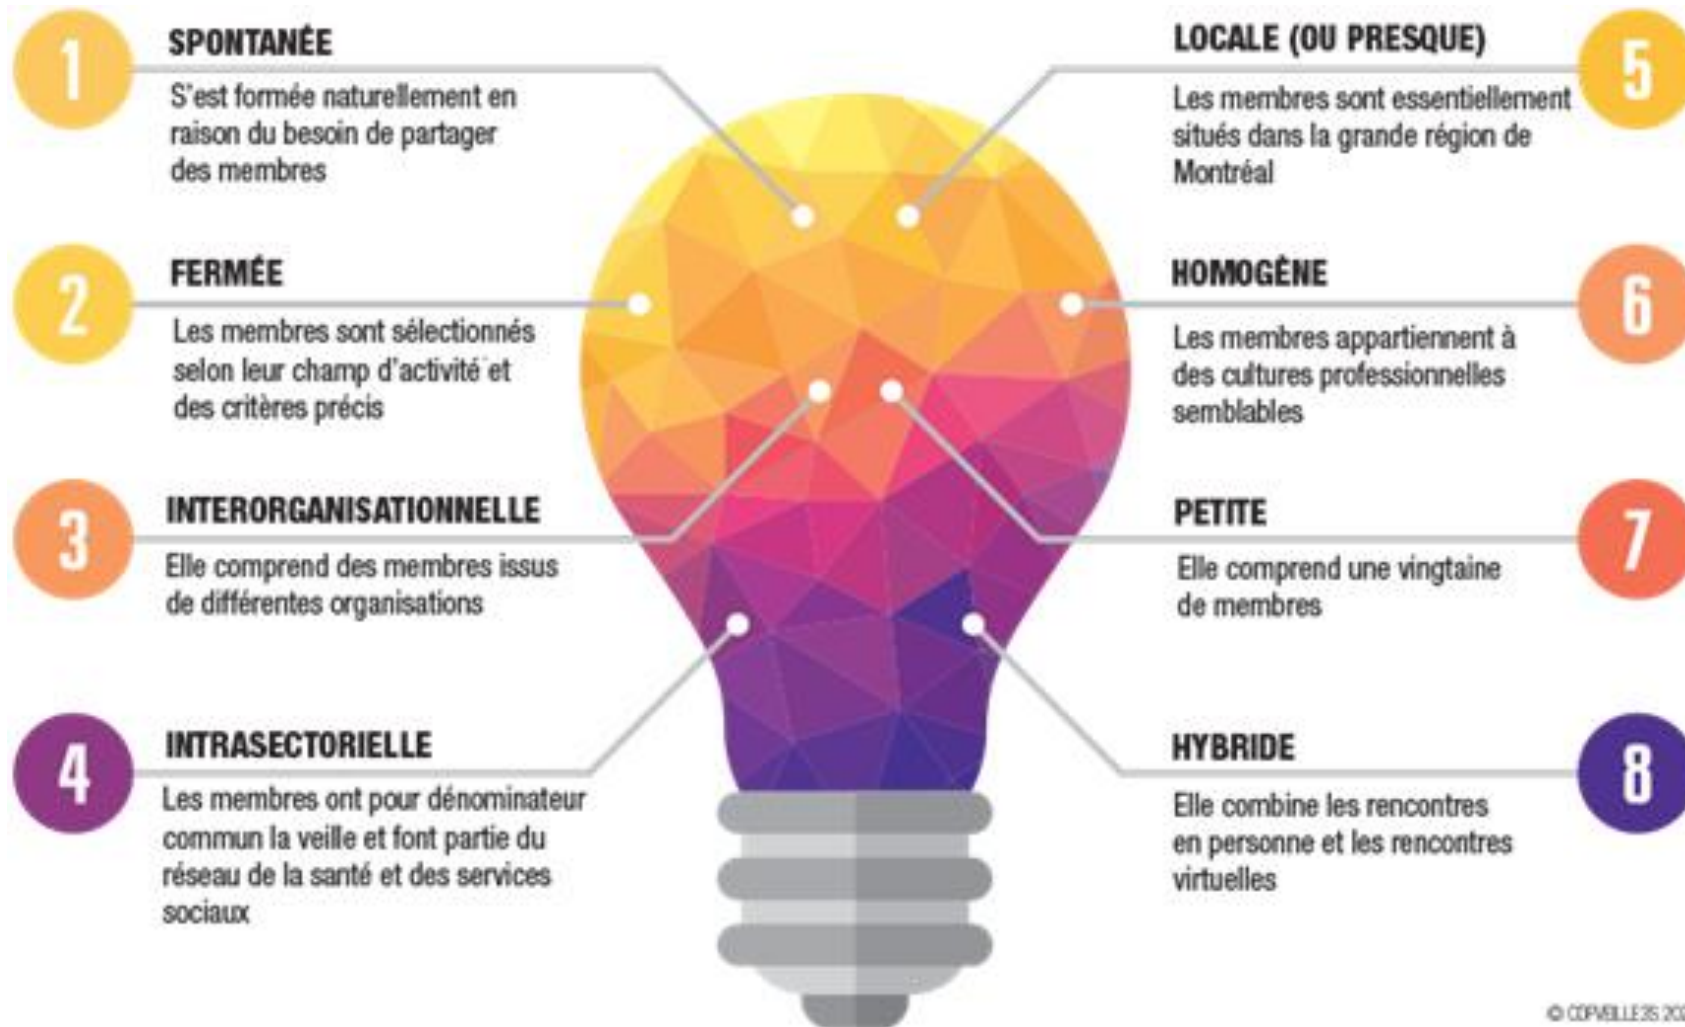 1
SPONTANÉE
S'est formée naturellement en
raison du besoin de partager
des membres
2
FERMÉE
Les membres sont sélectionnés
selon leur champ d'activité et
des critères précis
3
INTERORGANISATIONNELLE
Elle comprend des membres issus
de différentes organisations
4
INTRASECTORIELLE
Les membres ont pour dénominateur
commun la veille et font partie du
réseau de la santé et des services
sociaux
5
LOCALE (OU PRESQUE)
Les membres sont essentiellement
situés dans la grande région de
Montréal
6
HOMOGÈNE
Les membres appartiennent à
des cultures professionnelles
semblables
7
PETITE
Elle comprend une vingtaine
de membres
8
HYBRIDE
Elle combine les rencontres
en personne et les rencontres
virtuelles
©